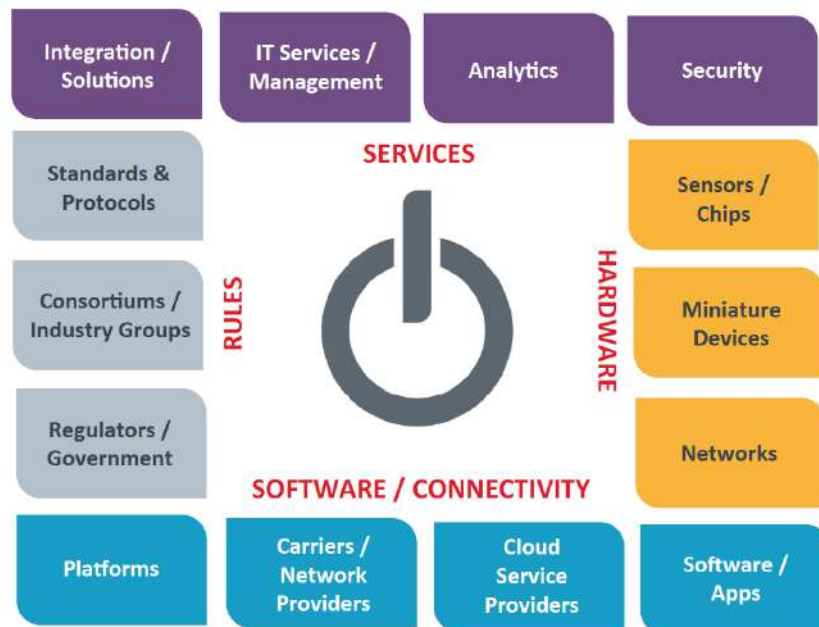 Integration /
Solutions
IT Services /
Management
Analytics
Security
SERVICES
Standards &
Protocols
Sensors /
Chips
RULES
HARDWARE
Consortiums /
Industry Groups
Miniature
Devices
Regulators /
Government
Networks
SOFTWARE / CONNECTIVITY
Platforms
Carriers /
Network
Providers
Cloud
Service
Providers
Software /
Apps